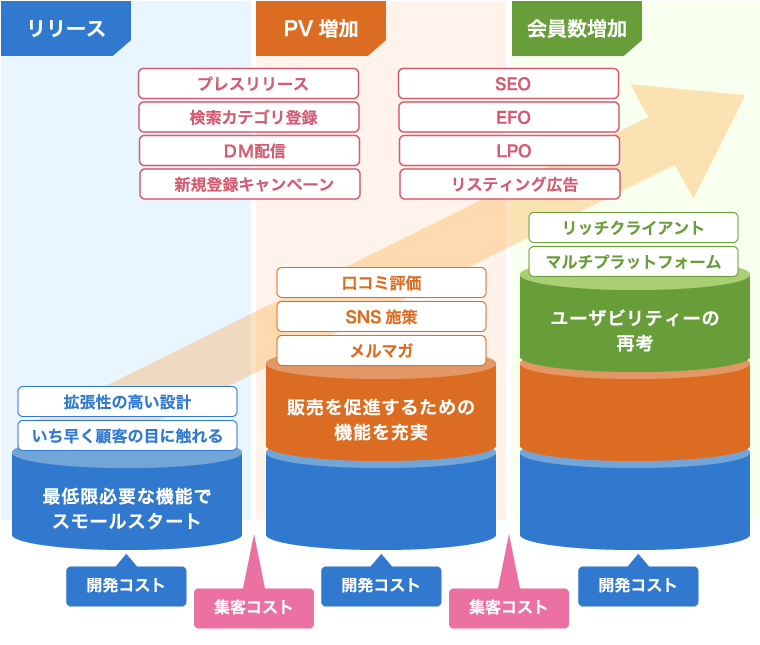 リリース
PV 増加
会員数増加
プレスリリース
検索カテゴリ登録
DM配信
新規登録キャンペーン
SEO
EFO
LPO
リスティング広告
リッチクライアント
マルチプラットフォーム
ユーザビリティーの
再考
口コミ評価
SNS 施策
メルマガ
販売を促進するための
機能を充実
拡張性の高い設計
いち早く顧客の目に触れる
最低限必要な機能で
スモールスタート
開発コスト
集客コスト
開発コスト
集客コスト
開発コスト